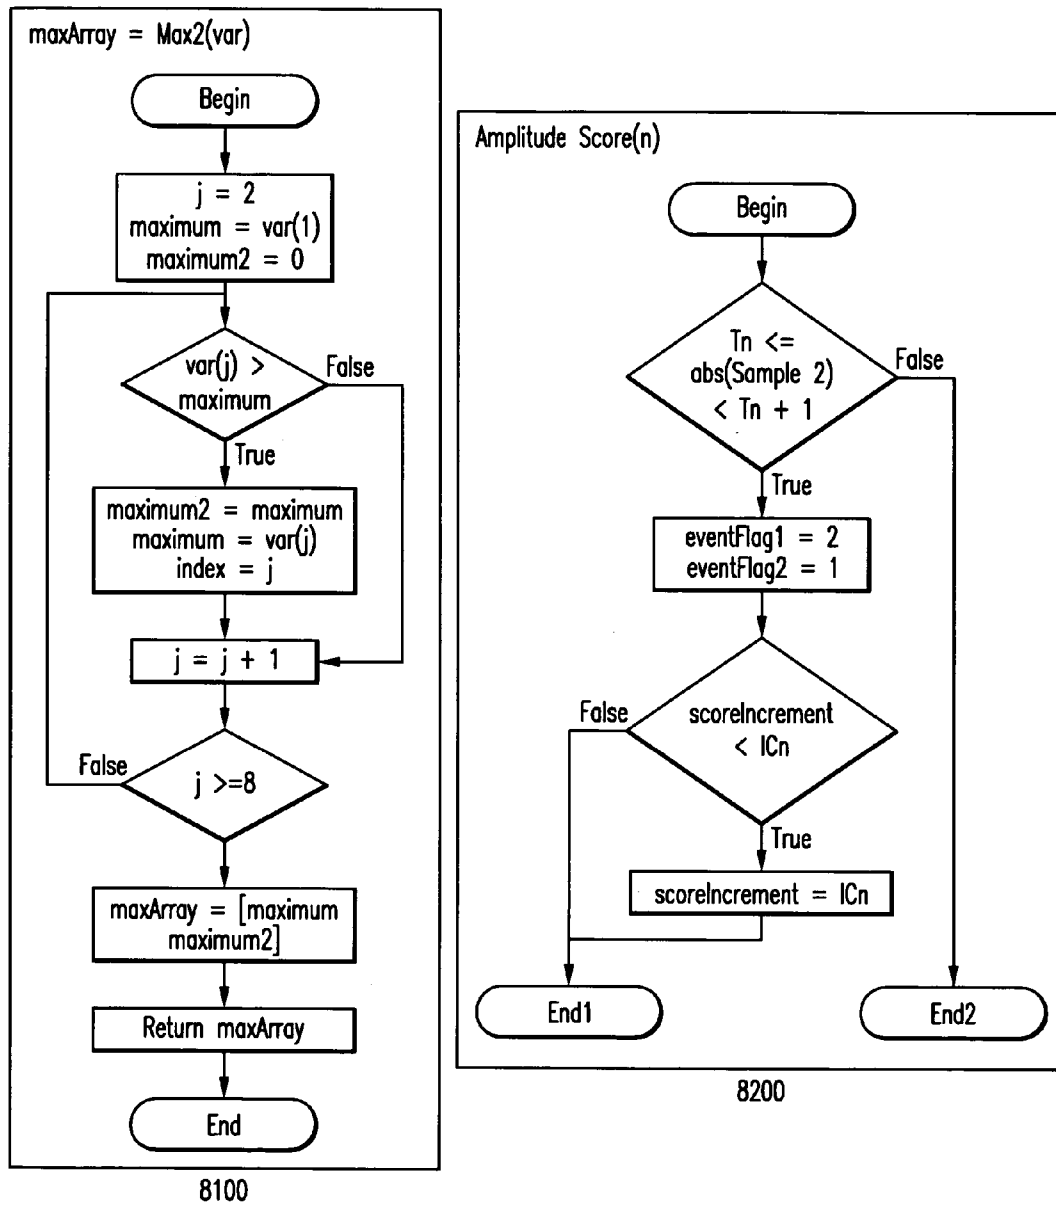 maxArray = Max2(var)
Begin
j = 2
maximum = var(1)
maximum2 = 0
var(j) >
maximum
False
True
maximum2 = maximum
maximum = var(j)
index = j
j = j + 1
False
j >=8
maxArray = [maximum
maximum2]
Return maxArray
End
8100
Amplitude Score(n)
Begin
Tn <=
abs(Sample 2)
< Tn + 1
False
True
eventFlag1 = 2
eventFlag2 = 1
False
scoreIncrement
< ICn
True
scoreIncrement = ICn
End1
End2
8200